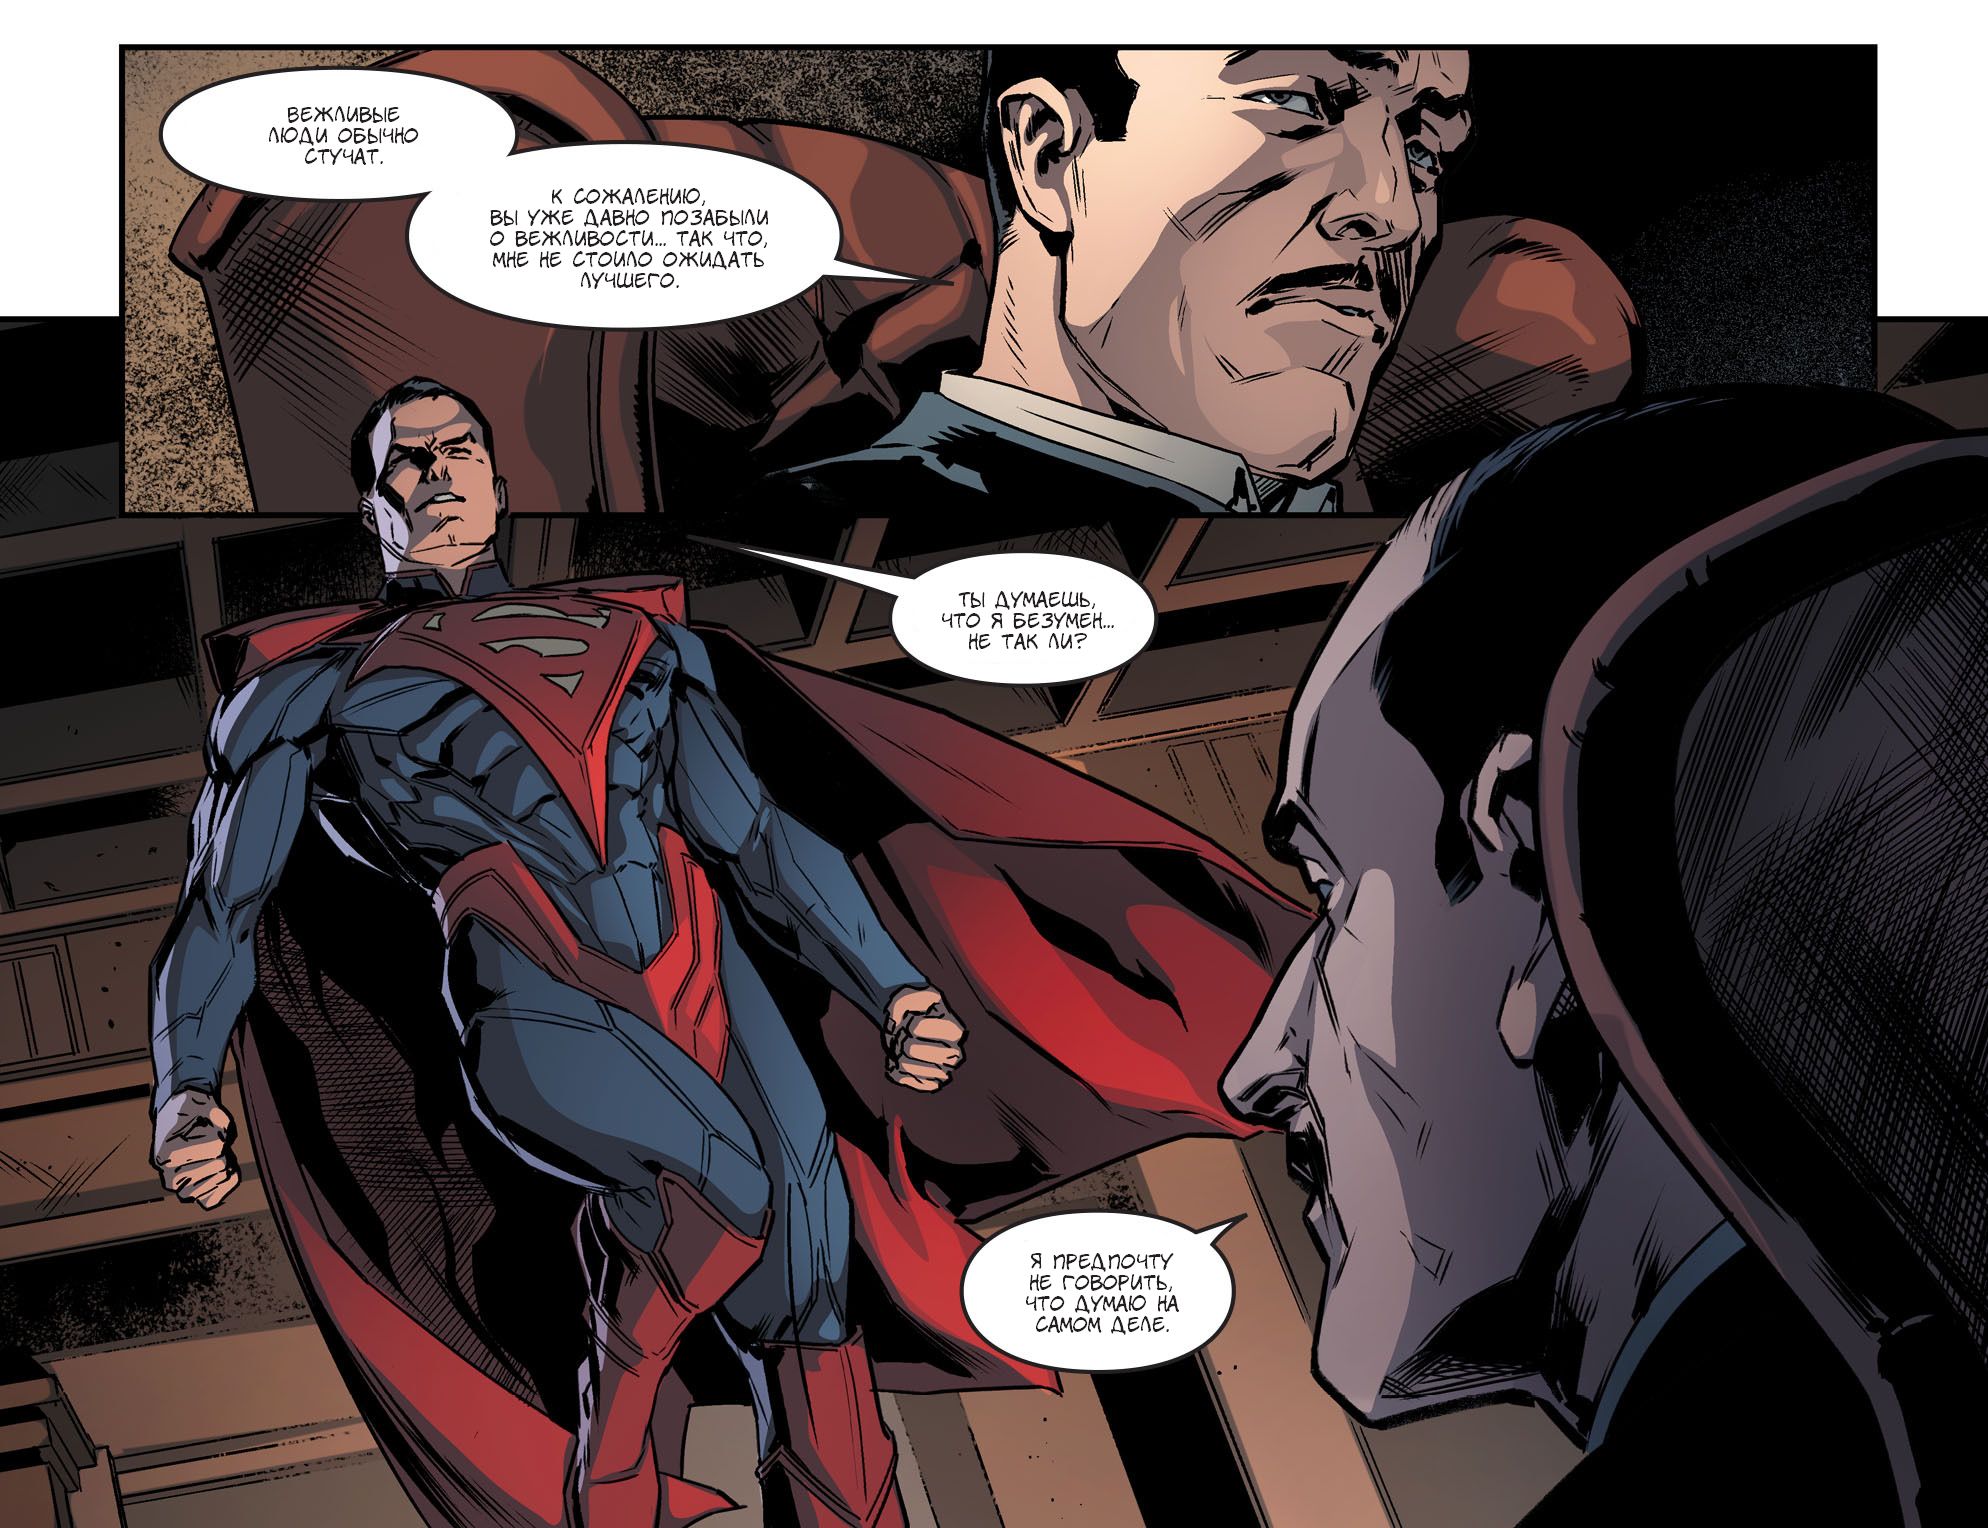 ВЕЖЛИВЫЕ
ЛЮДИ ОБЫЧНО
СТУЧАТ.
К СОЖАЛЕНИЮ,
ВЫ УЖЕ ДАВНО ПОЗАБЫЛИ
О ВЕЖЛИВОСТИ... ТАК ЧТО,
МНЕ НЕ СТОИЛО ОЖИДАТЬ
ЛУЧШЕГО.
ТЫ ДУМАЕШЬ,
ЧТО Я БЕЗУМЕН...
НЕ ТАК ЛИ?
Я ПРЕДПОЧТУ
НЕ ГОВОРИТЬ,
ЧТО ДУМАЮ НА
САМОМ ДЕЛЕ.